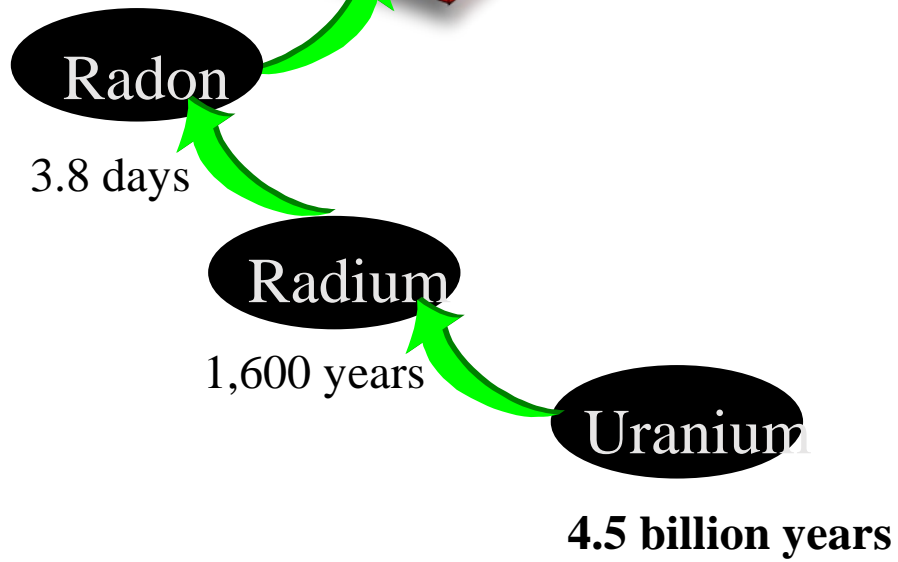 Radon
3.8 days
Radium
1,600 years
Uranium
4.5 billion years